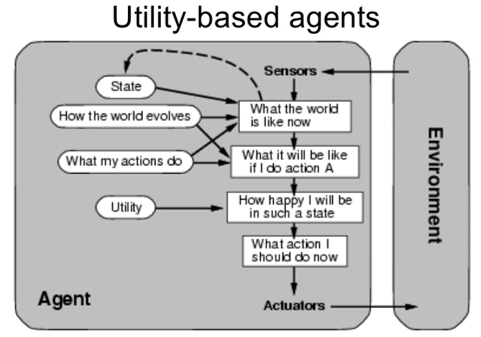 Utility-based agents
Sensors
State
How the world evolves
What the world
is like now
What my actions do
What it will be like
if I do action A
Utility
How happy I will be
in such a state
What action I
should do now
Agent
Actuators
Environment